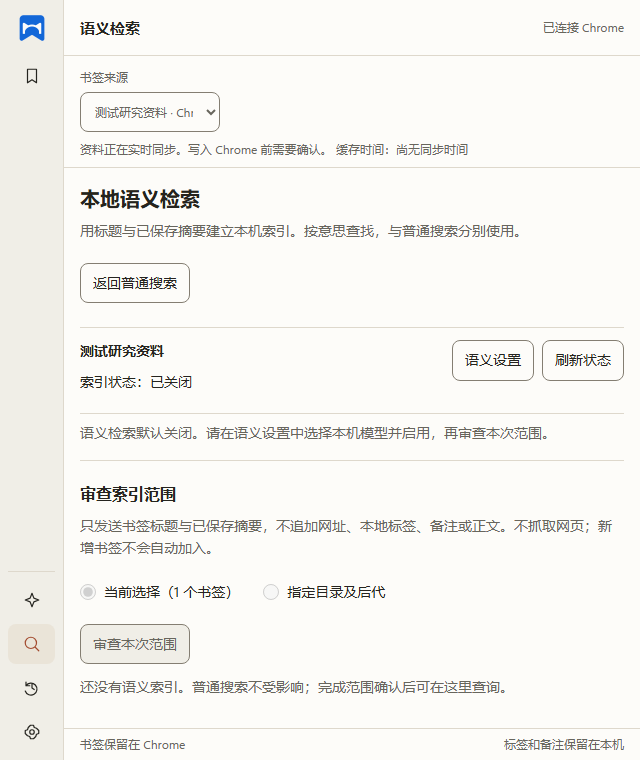 语义检索
已连接 Chrome
书签来源
测试研究资料 · Chr
资料正在实时同步。写入 Chrome 前需要确认。 缓存时间：尚无同步时间
本地语义检索
用标题与已保存摘要建立本机索引。按意思查找，与普通搜索分别使用。
返回普通搜索
测试研究资料
索引状态：已关闭
语义设置
刷新状态
语义检索默认关闭。请在语义设置中选择本机模型并启用，再审查本次范围。
审查索引范围
只发送书签标题与已保存摘要，不追加网址、本地标签、备注或正文。不抓取网页；新
增书签不会自动加入。
当前选择（1 个书签）
指定目录及后代
审查本次范围
还没有语义索引。普通搜索不受影响；完成范围确认后可在这里查询。
书签保留在 Chrome
标签和备注保留在本机